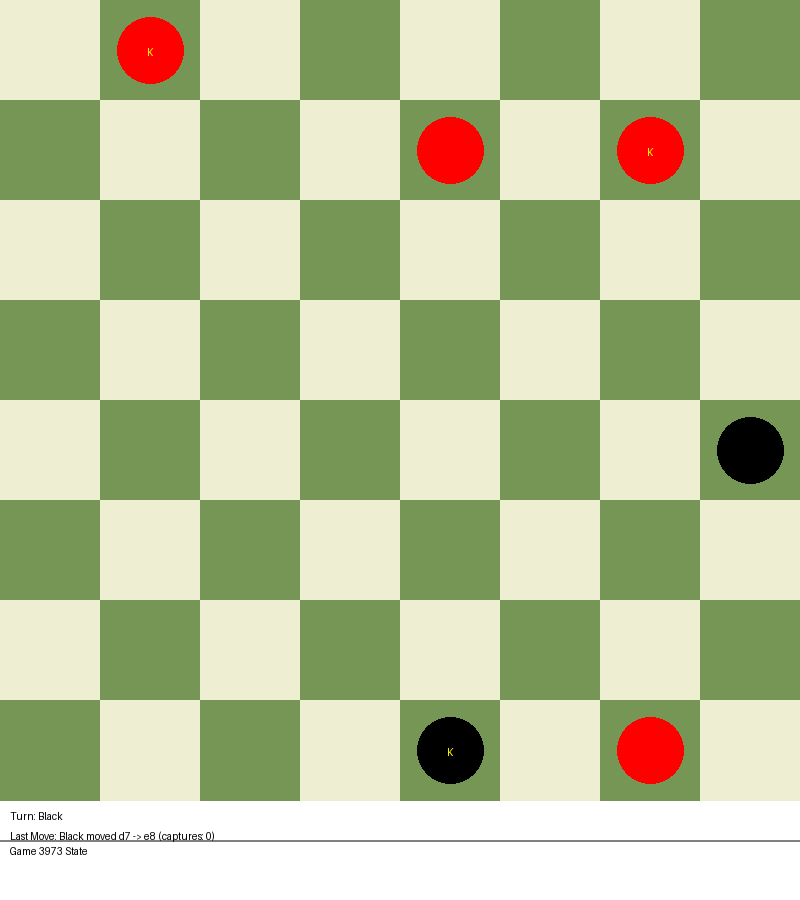 K
K
K
Turn: Black
Last Move: Black moved d7 -> e8 (captures: 0)
Game 3973 State